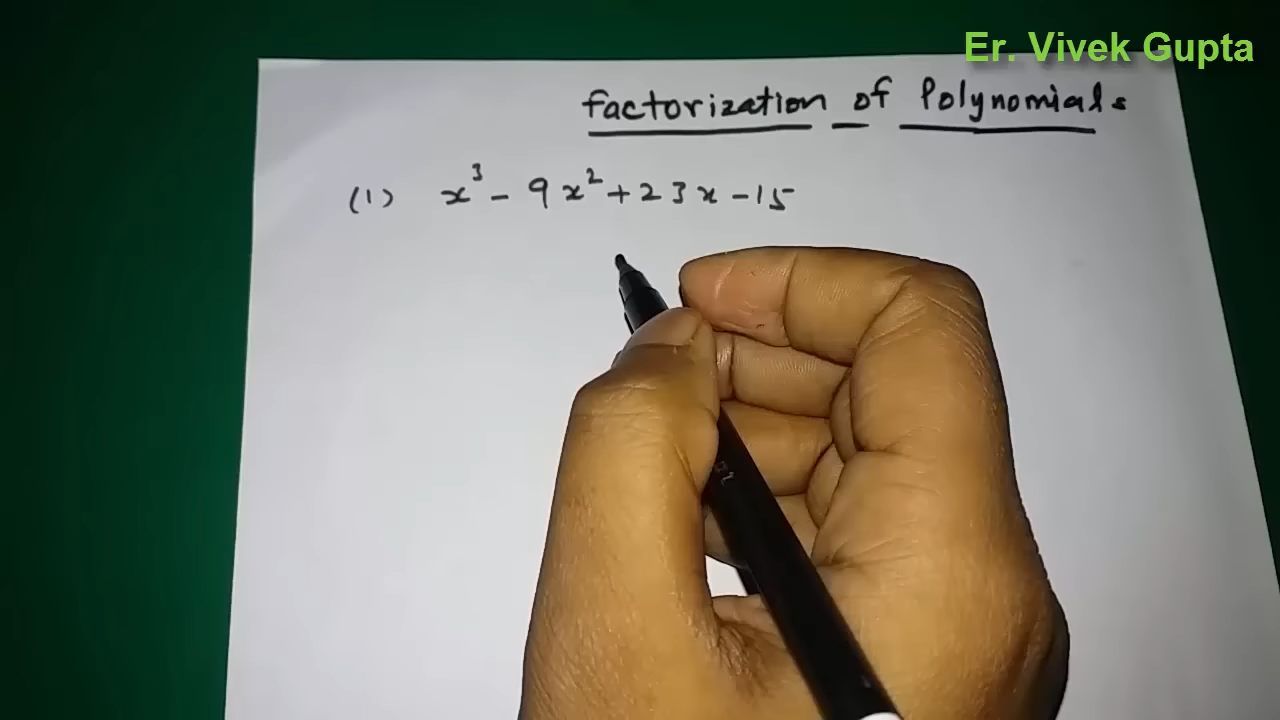 Er. Vivek Gupta
Factorization of Polynomials
(1) x³ - 9x² + 23x - 15